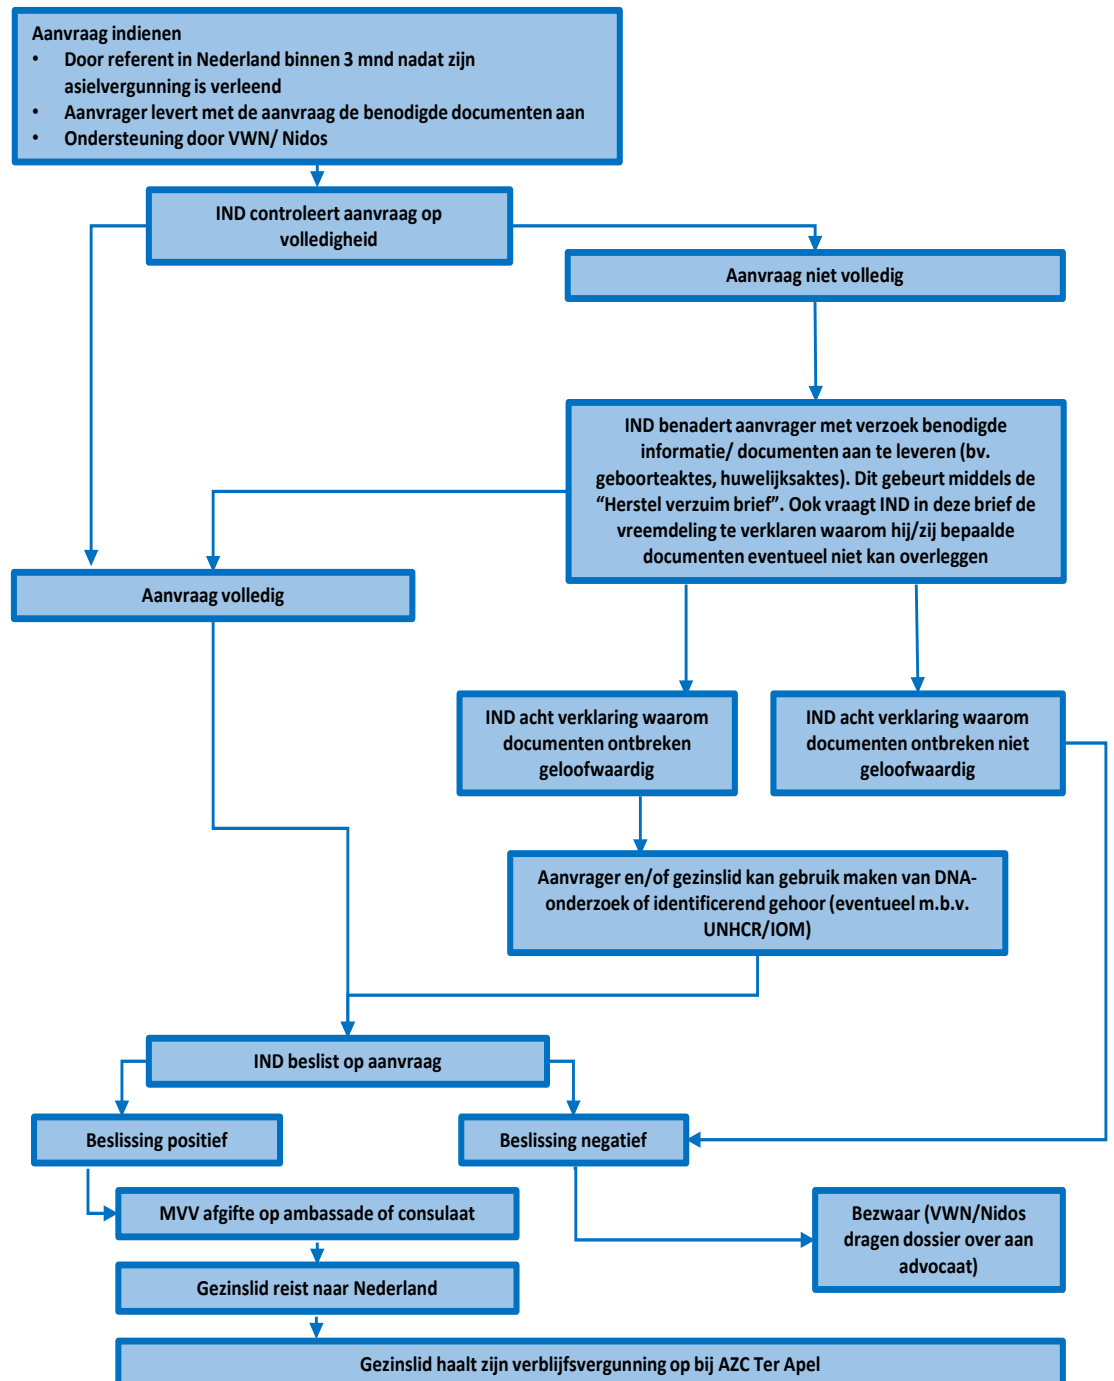 Aanvraag indienen
• Door referent in Nederland binnen 3 mnd nadat zijn
asielvergunning is verleend
• Aanvrager levert met de aanvraag de benodigde documenten aan
• Ondersteuning door VWN/ Nidos
IND controleert aanvraag op
volledigheid
Aanvraag niet volledig
IND benadert aanvrager met verzoek benodigde
informatie/ documenten aan te leveren (bv.
geboorteaktes, huwelijksaktes). Dit gebeurt middels de
“Herstel verzuim brief”. Ook vraagt IND in deze brief de
vreemdeling te verklaren waarom hij/zij bepaalde
documenten eventueel niet kan overleggen
Aanvraag volledig
IND acht verklaring waarom
documenten ontbreken
geloofwaardig
IND acht verklaring waarom
documenten ontbreken niet
geloofwaardig
Aanvrager en/of gezinslid kan gebruik maken van DNA-
onderzoek of identificerend gehoor (eventueel m.b.v.
UNHCR/IOM)
IND beslist op aanvraag
Beslissing positief
Beslissing negatief
MVV afgifte op ambassade of consulaat
Bezwaar (VWN/Nidos
dragen dossier over aan
advocaat)
Gezinslid reist naar Nederland
Gezinslid haalt zijn verblijfsvergunning op bij AZC Ter Apel